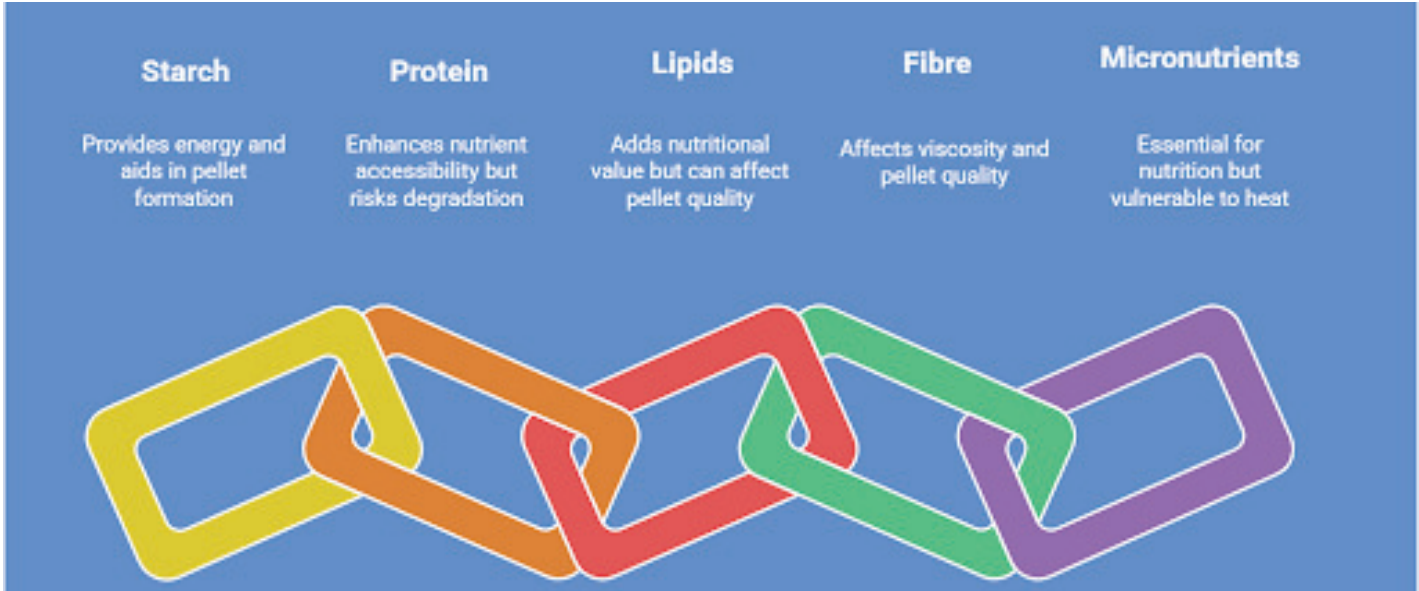 Starch
Provides energy and
aids in pellet
formation
Protein
Enhances nutrient
accessibility but
risks degradation
Lipids
Adds nutritional
value but can affect
pellet quality
Fibre
Affects viscosity and
pellet quality
Micronutrients
Essential for
nutrition but
vulnerable to heat